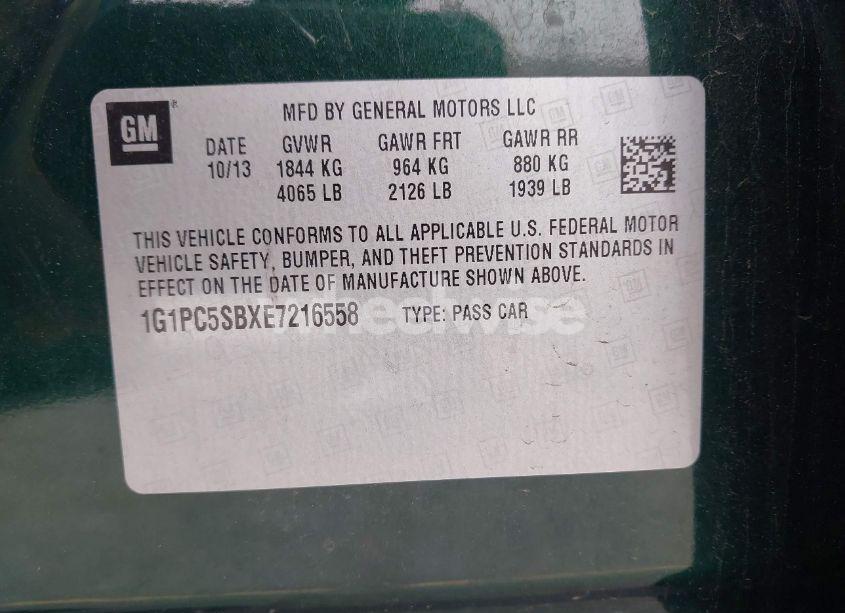 GM
MFD BY GENERAL MOTORS LLC
DATE GVWR GAWR FRT GAWR RR
10/13 1844 KG 964 KG 880 KG
4065 LB 2126 LB 1939 LB
THIS VEHICLE CONFORMS TO ALL APPLICABLE U.S. FEDERAL MOTOR
VEHICLE SAFETY, BUMPER, AND THEFT PREVENTION STANDARDS IN
EFFECT ON THE DATE OF MANUFACTURE SHOWN ABOVE.
1G1PC5SBXE7216558 TYPE: PASS CAR
wheelwise